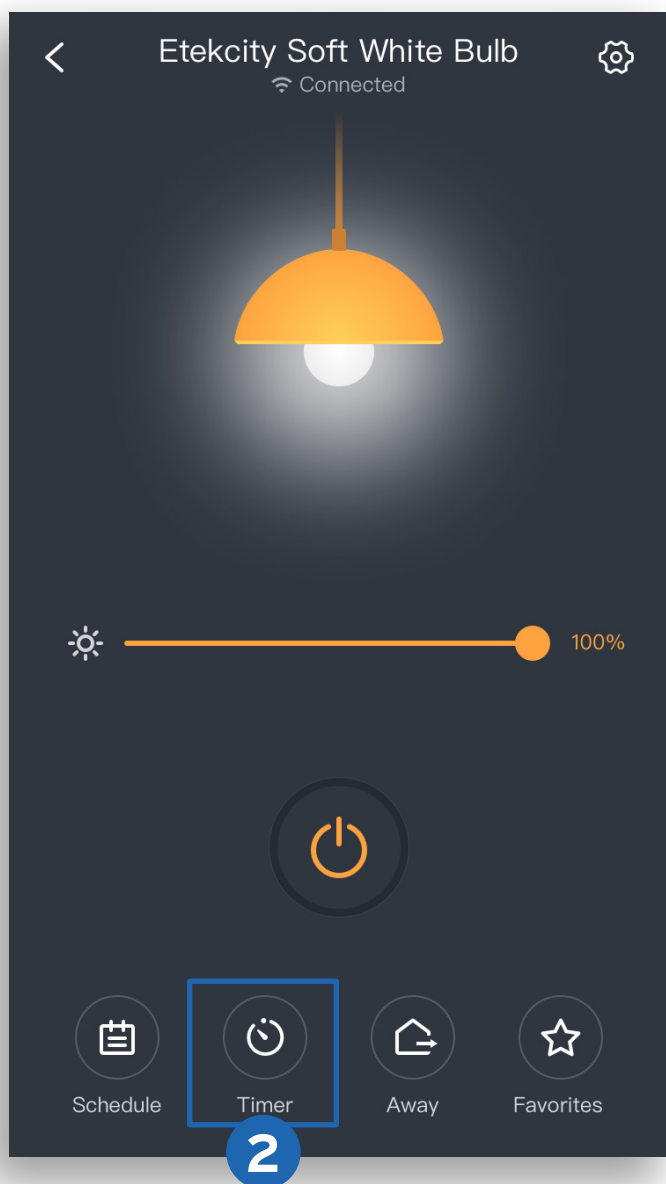 Etekcity Soft White Bulb
Connected
100%
Schedule Timer Away Favorites
2